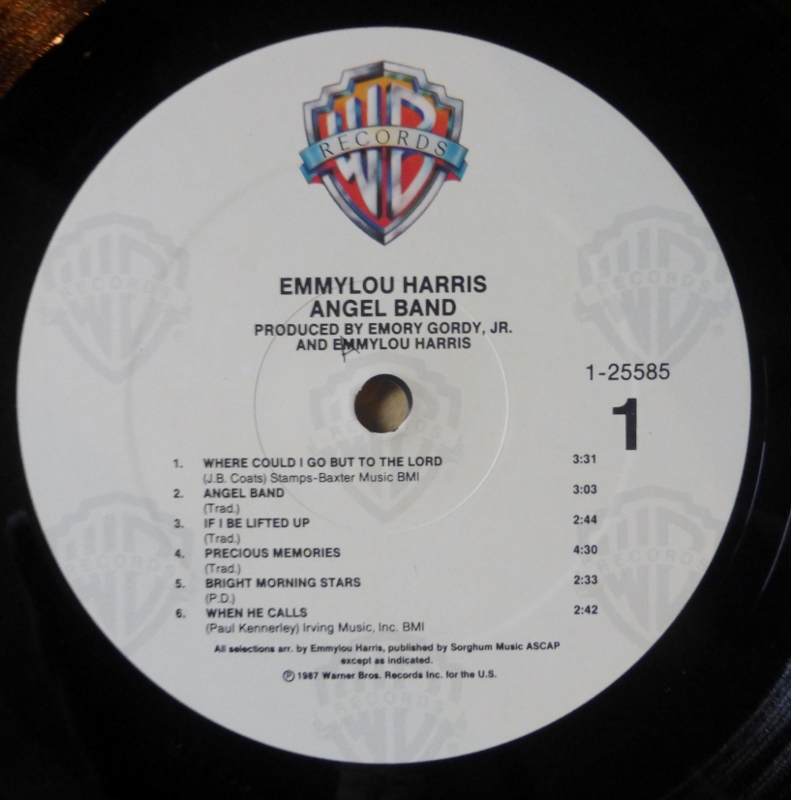 WB
RECORDS
EMMYLOU HARRIS
ANGEL BAND
PRODUCED BY EMORY GORDY, JR.
AND EMMYLOU HARRIS
1-25585
1
1. WHERE COULD I GO BUT TO THE LORD 3:31
(J.B. Coats) Stamps-Baxter Music BMI
2. ANGEL BAND 3:03
(Trad.)
3. IF I BE LIFTED UP 2:44
(Trad.)
4. PRECIOUS MEMORIES 4:30
(Trad.)
5. BRIGHT MORNING STARS 2:33
(P.D.)
6. WHEN HE CALLS 2:42
(Paul Kennerley) Irving Music, Inc. BMI
All selections arr. by Emmylou Harris, published by Sorghum Music ASCAP
except as indicated.
℗ 1987 Warner Bros. Records Inc. for the U.S.